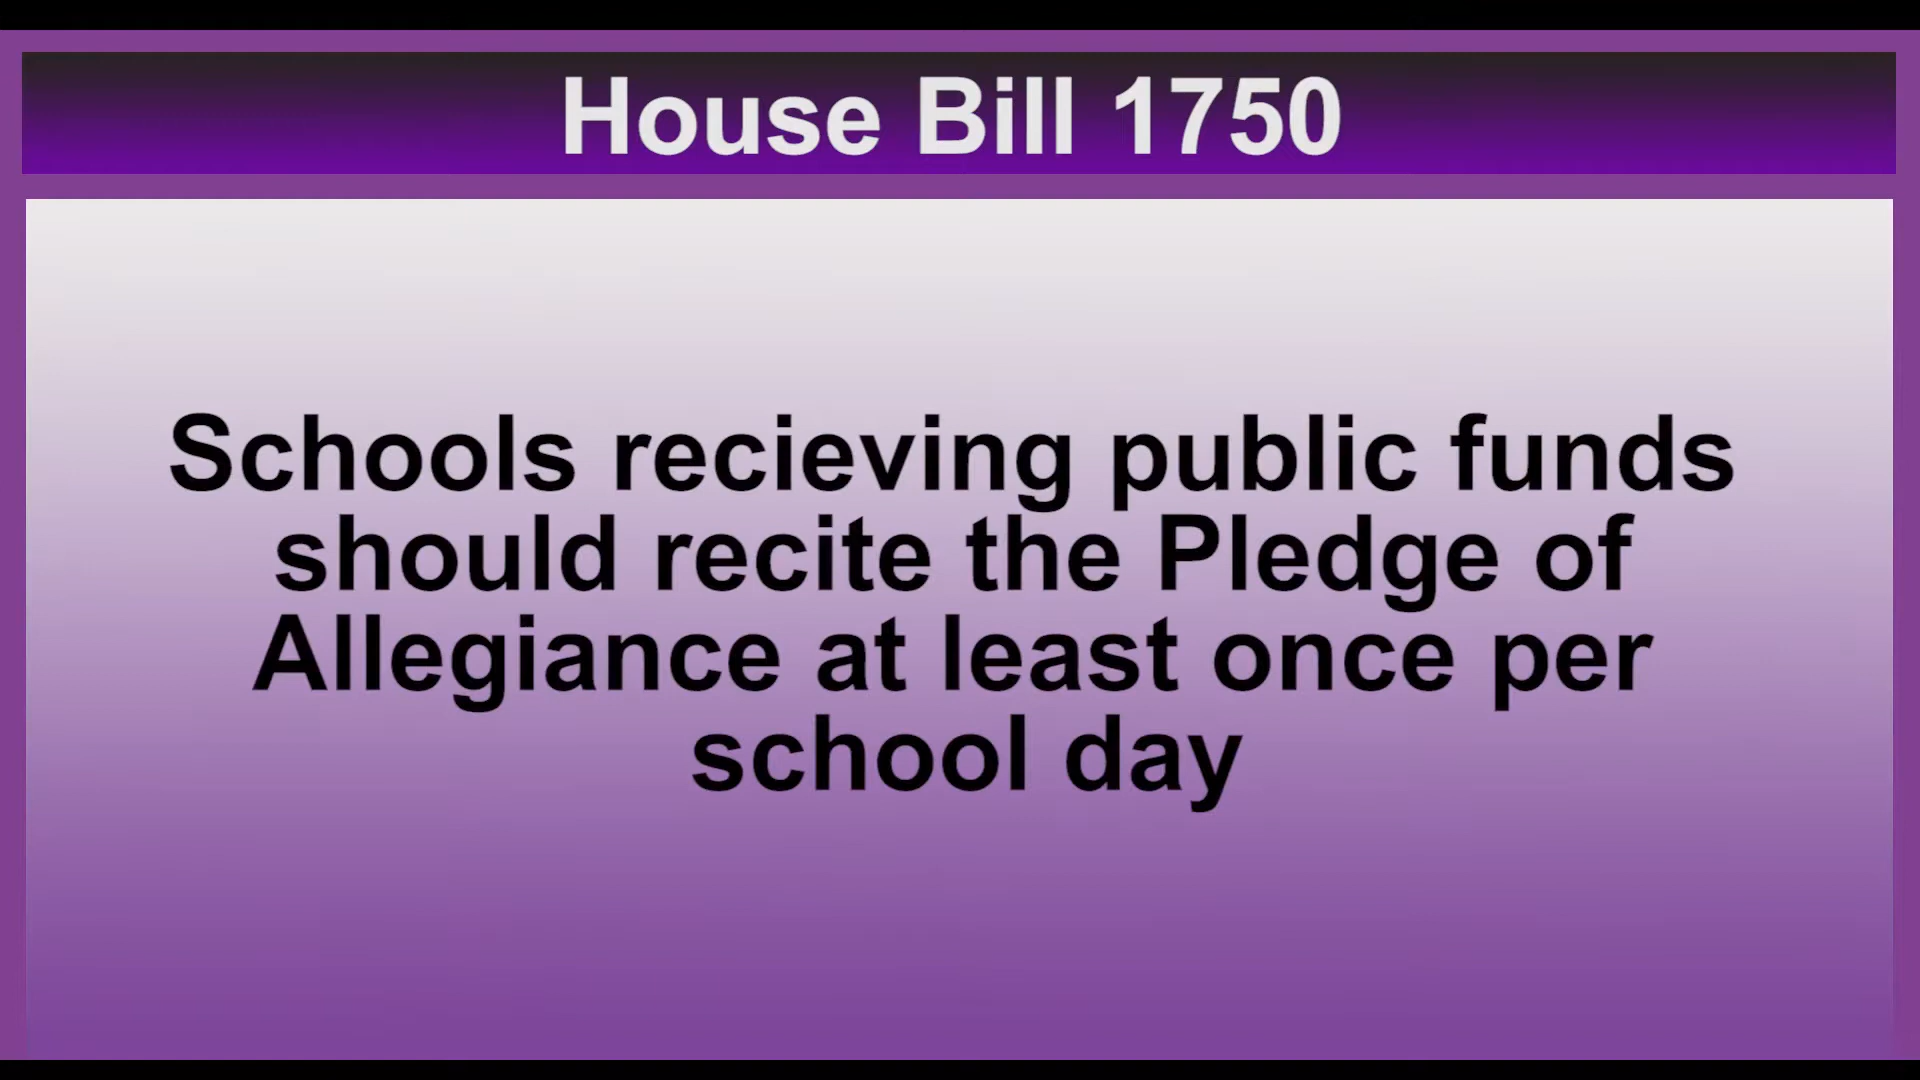 House Bill 1750
Schools recieving public funds
should recite the Pledge of
Allegiance at least once per
school day